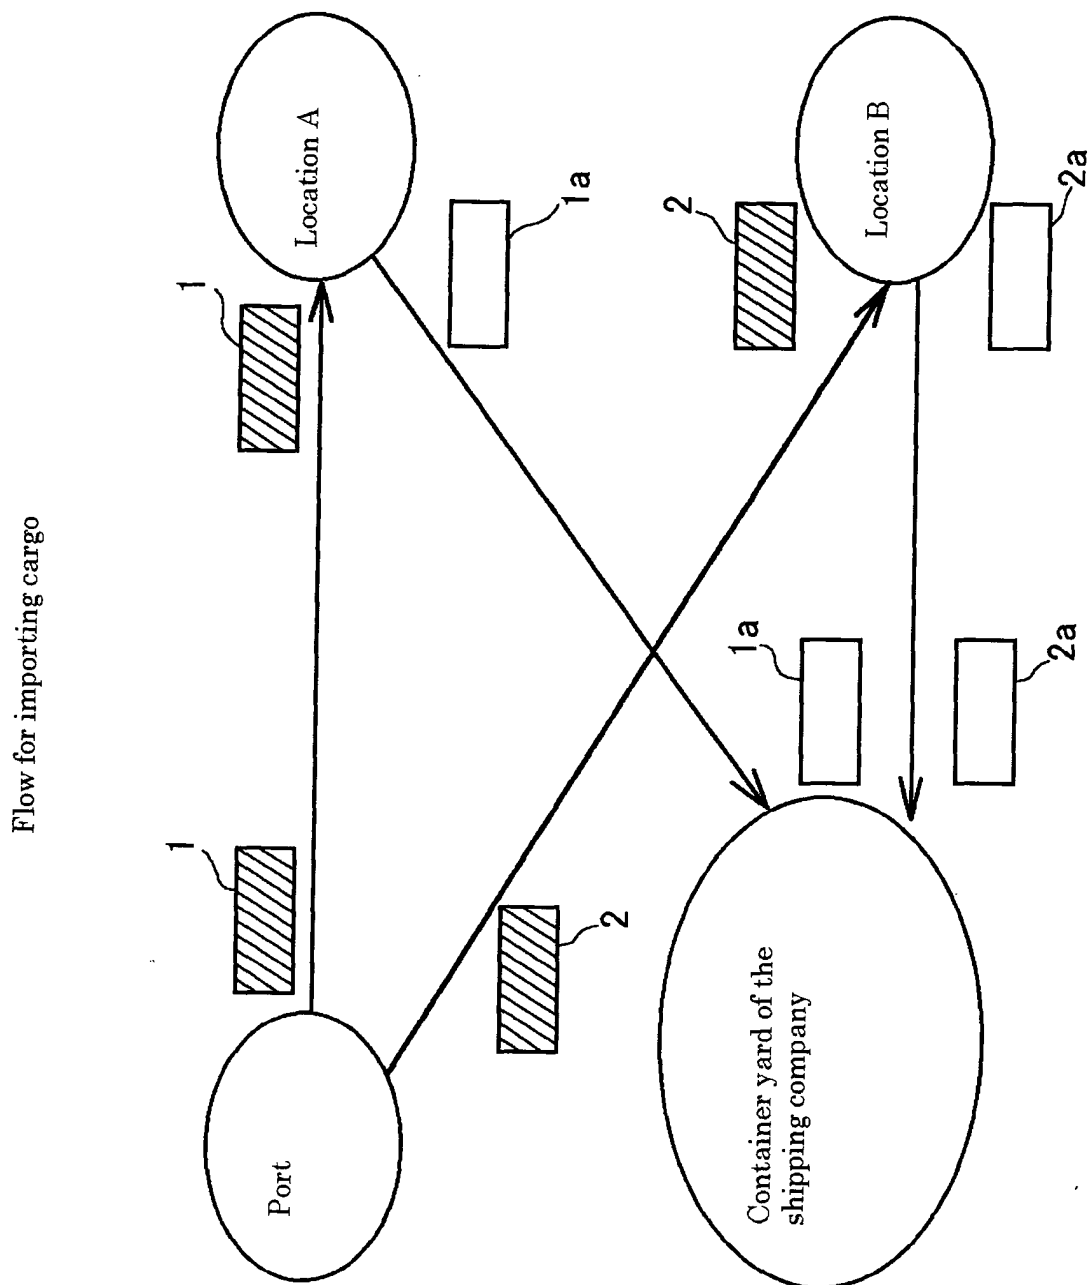 Flow for importing cargo
1
1
Port
Location A
1a
2
2
1a
Container yard of the
shipping company
Location B
2a
2a